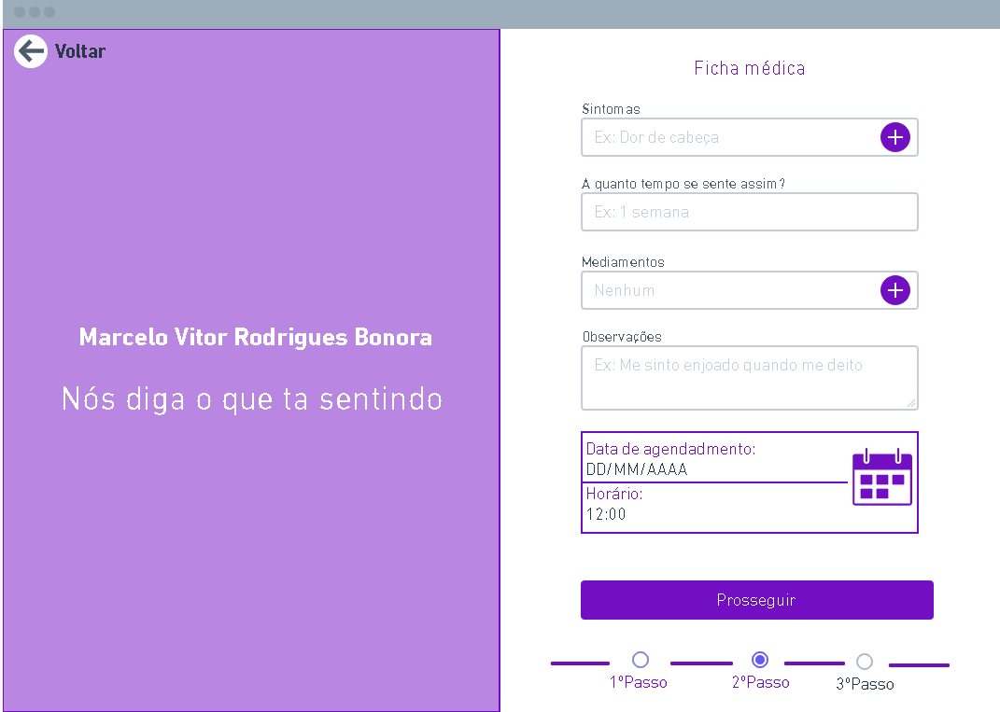 Voltar
Marcelo Vitor Rodrigues Bonora
Nós diga o que ta sentindo
Ficha médica
Sintomas
Ex: Dor de cabeça
A quanto tempo se sente assim?
Ex: 1 semana
Mediamentos
Nenhum
Observações
Ex: Me sinto enjoado quando me deito
Data de agendadmento:
DD/MM/AAAA
Horário:
12:00
Prosseguir
1ºPasso
2ºPasso
3ºPasso